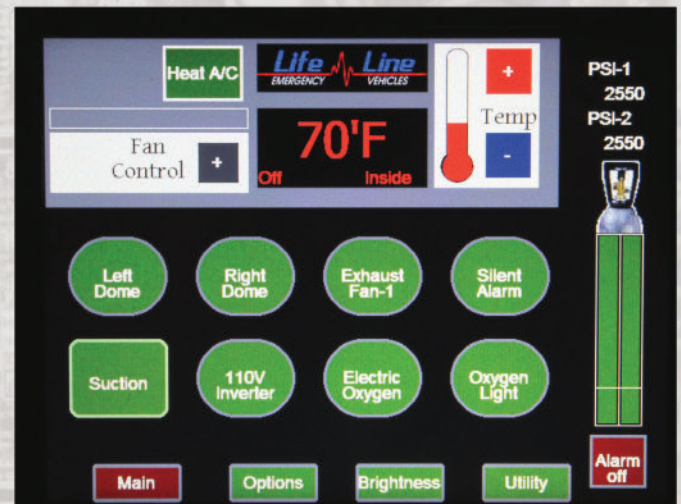 Heat A/C
Life Line
EMERGENCY VEHICLES
+
Temp
-
Fan
Control
+
70'F
Off Inside
PSI-1
2550
PSI-2
2550
Left
Dome
Right
Dome
Exhaust
Fan-1
Silent
Alarm
Suction
110V
Inverter
Electric
Oxygen
Oxygen
Light
Main
Options
Brightness
Utility
Alarm
off